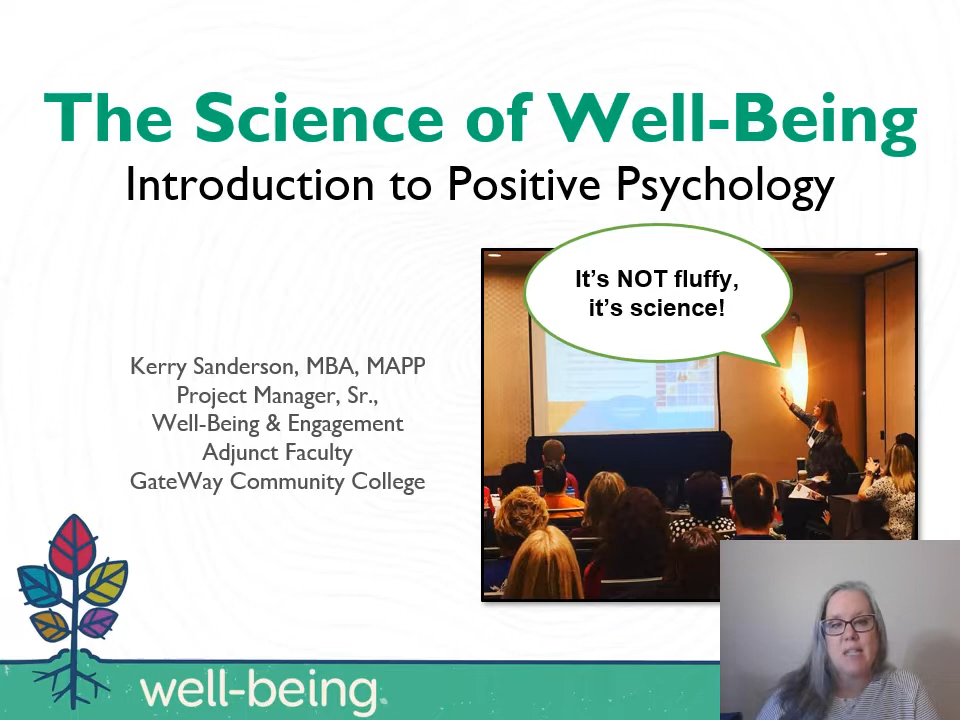 The Science of Well-Being
Introduction to Positive Psychology
It's NOT fluffy,
it's science!
Kerry Sanderson, MBA, MAPP
Project Manager, Sr.,
Well-Being & Engagement
Adjunct Faculty
GateWay Community College
well-being